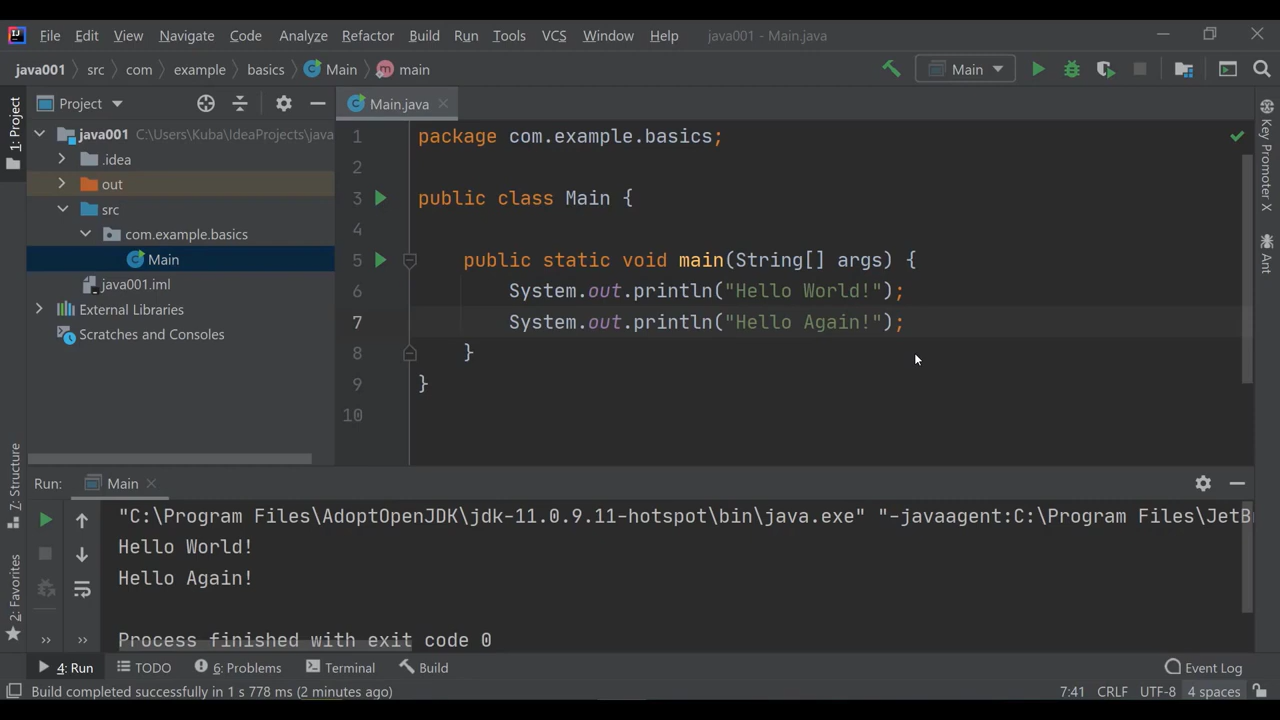 IJ File Edit View Navigate Code Analyze Refactor Build Run Tools VCS Window Help java001 - Main.java
java001 src com example basics Main m main Main
1: Project
Project
Main.java
java001 C:\Users\Kuba\IdeaProjects\java
.idea
out
src
com.example.basics
Main
java001.iml
External Libraries
Scratches and Consoles
1 package com.example.basics;
2
3 public class Main {
4
5 public static void main(String[] args) {
6 System.out.println("Hello World!");
7 System.out.println("Hello Again!");
8 }
9 }
10
Key Promoter X
Ant
7: Structure
2: Favorites
Run: Main
"C:\Program Files\AdoptOpenJDK\jdk-11.0.9.11-hotspot\bin\java.exe" "-javaagent:C:\Program Files\JetB
Hello World!
Hello Again!
Process finished with exit code 0
4: Run TODO 6: Problems Terminal Build Event Log
Build completed successfully in 1 s 778 ms (2 minutes ago) 7:41 CRLF UTF-8 4 spaces